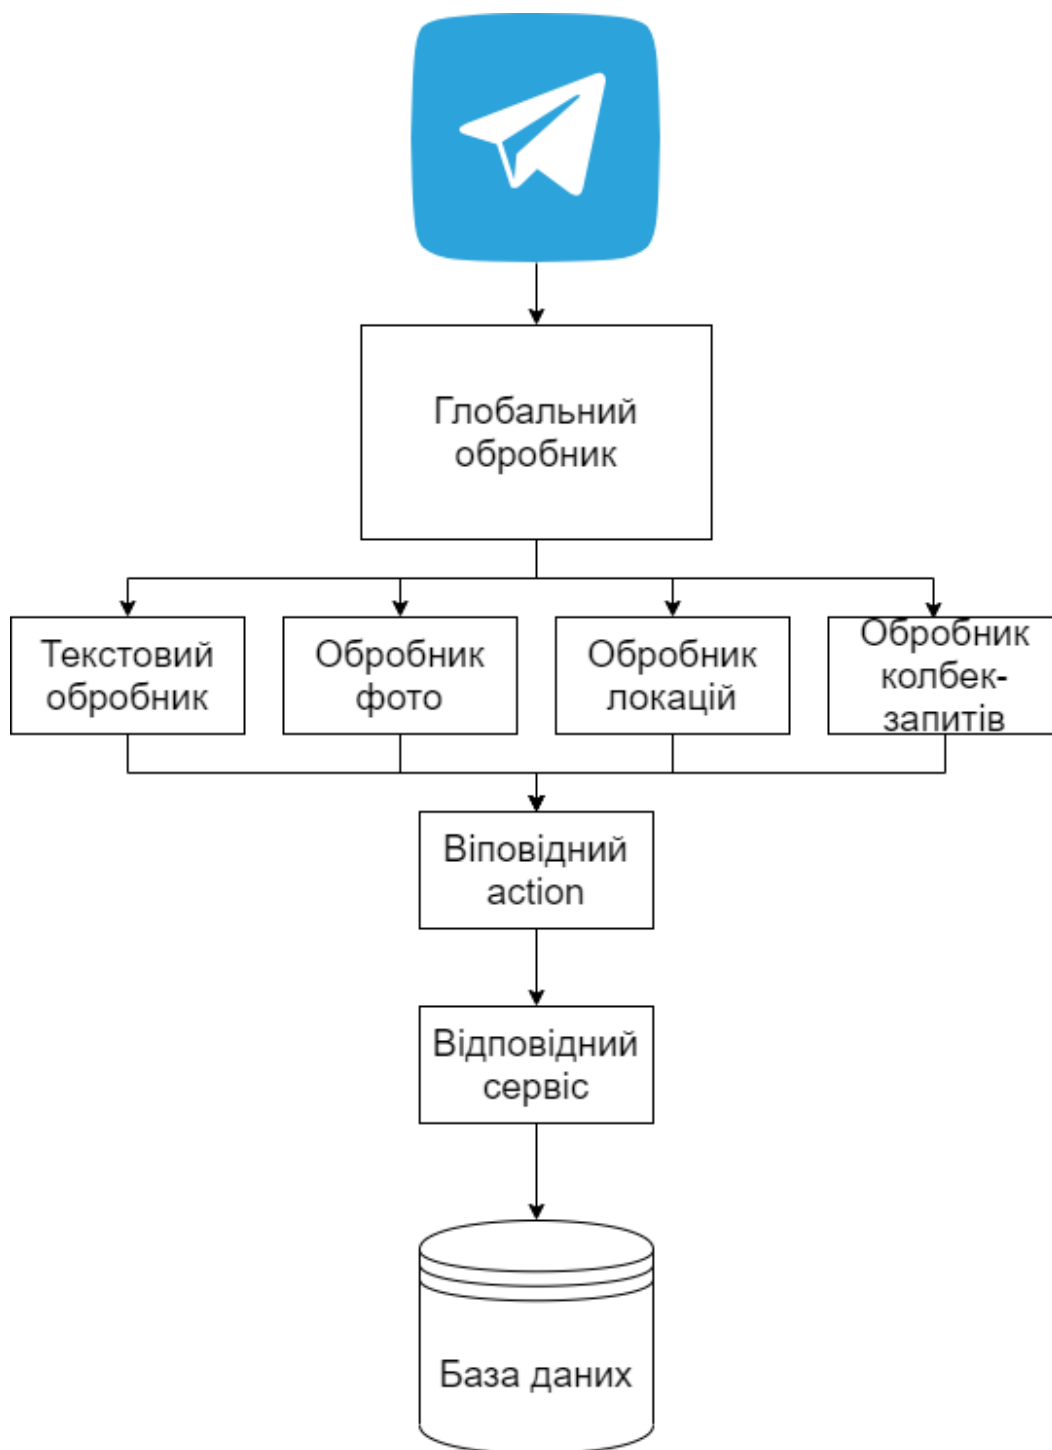 Глобальний
обробник
Текстовий
обробник
Обробник
фото
Обробник
локацій
Обробник
колбек-
запитів
Віповідний
action
Відповідний
сервіс
База даних